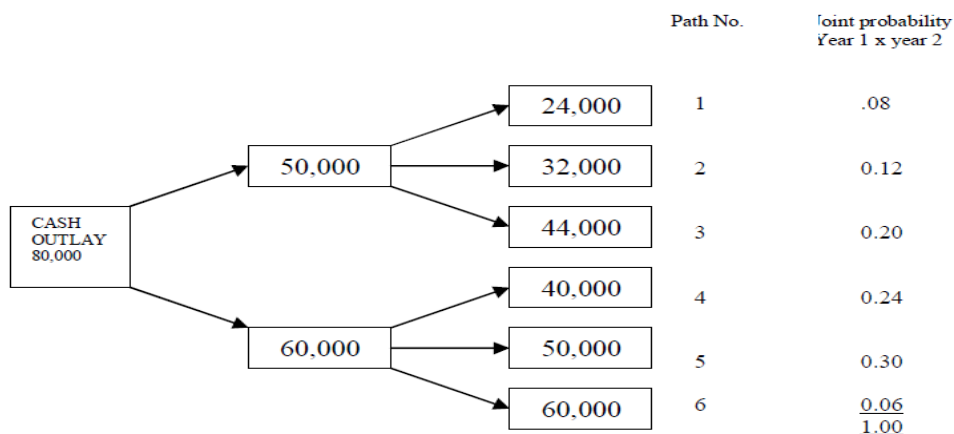 Path No. Joint probability
Year 1 x year 2
24,000 1 .08
50,000 32,000 2 0.12
44,000 3 0.20
CASH
OUTLAY
80,000
40,000 4 0.24
60,000 50,000 5 0.30
60,000 6 0.06
1.00